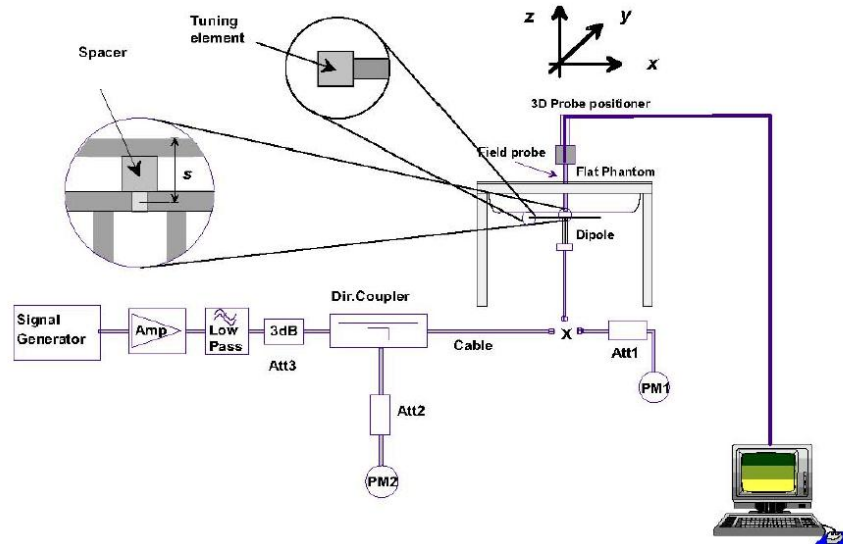 Tuning
element
Spacer
s
z
y
x
3D Probe positioner
Field probe
Flat Phantom
Dipole
Dir.Coupler
Signal
Generator
Amp
Low
Pass
3dB
Att3
Cable
X
Att1
PM1
Att2
PM2